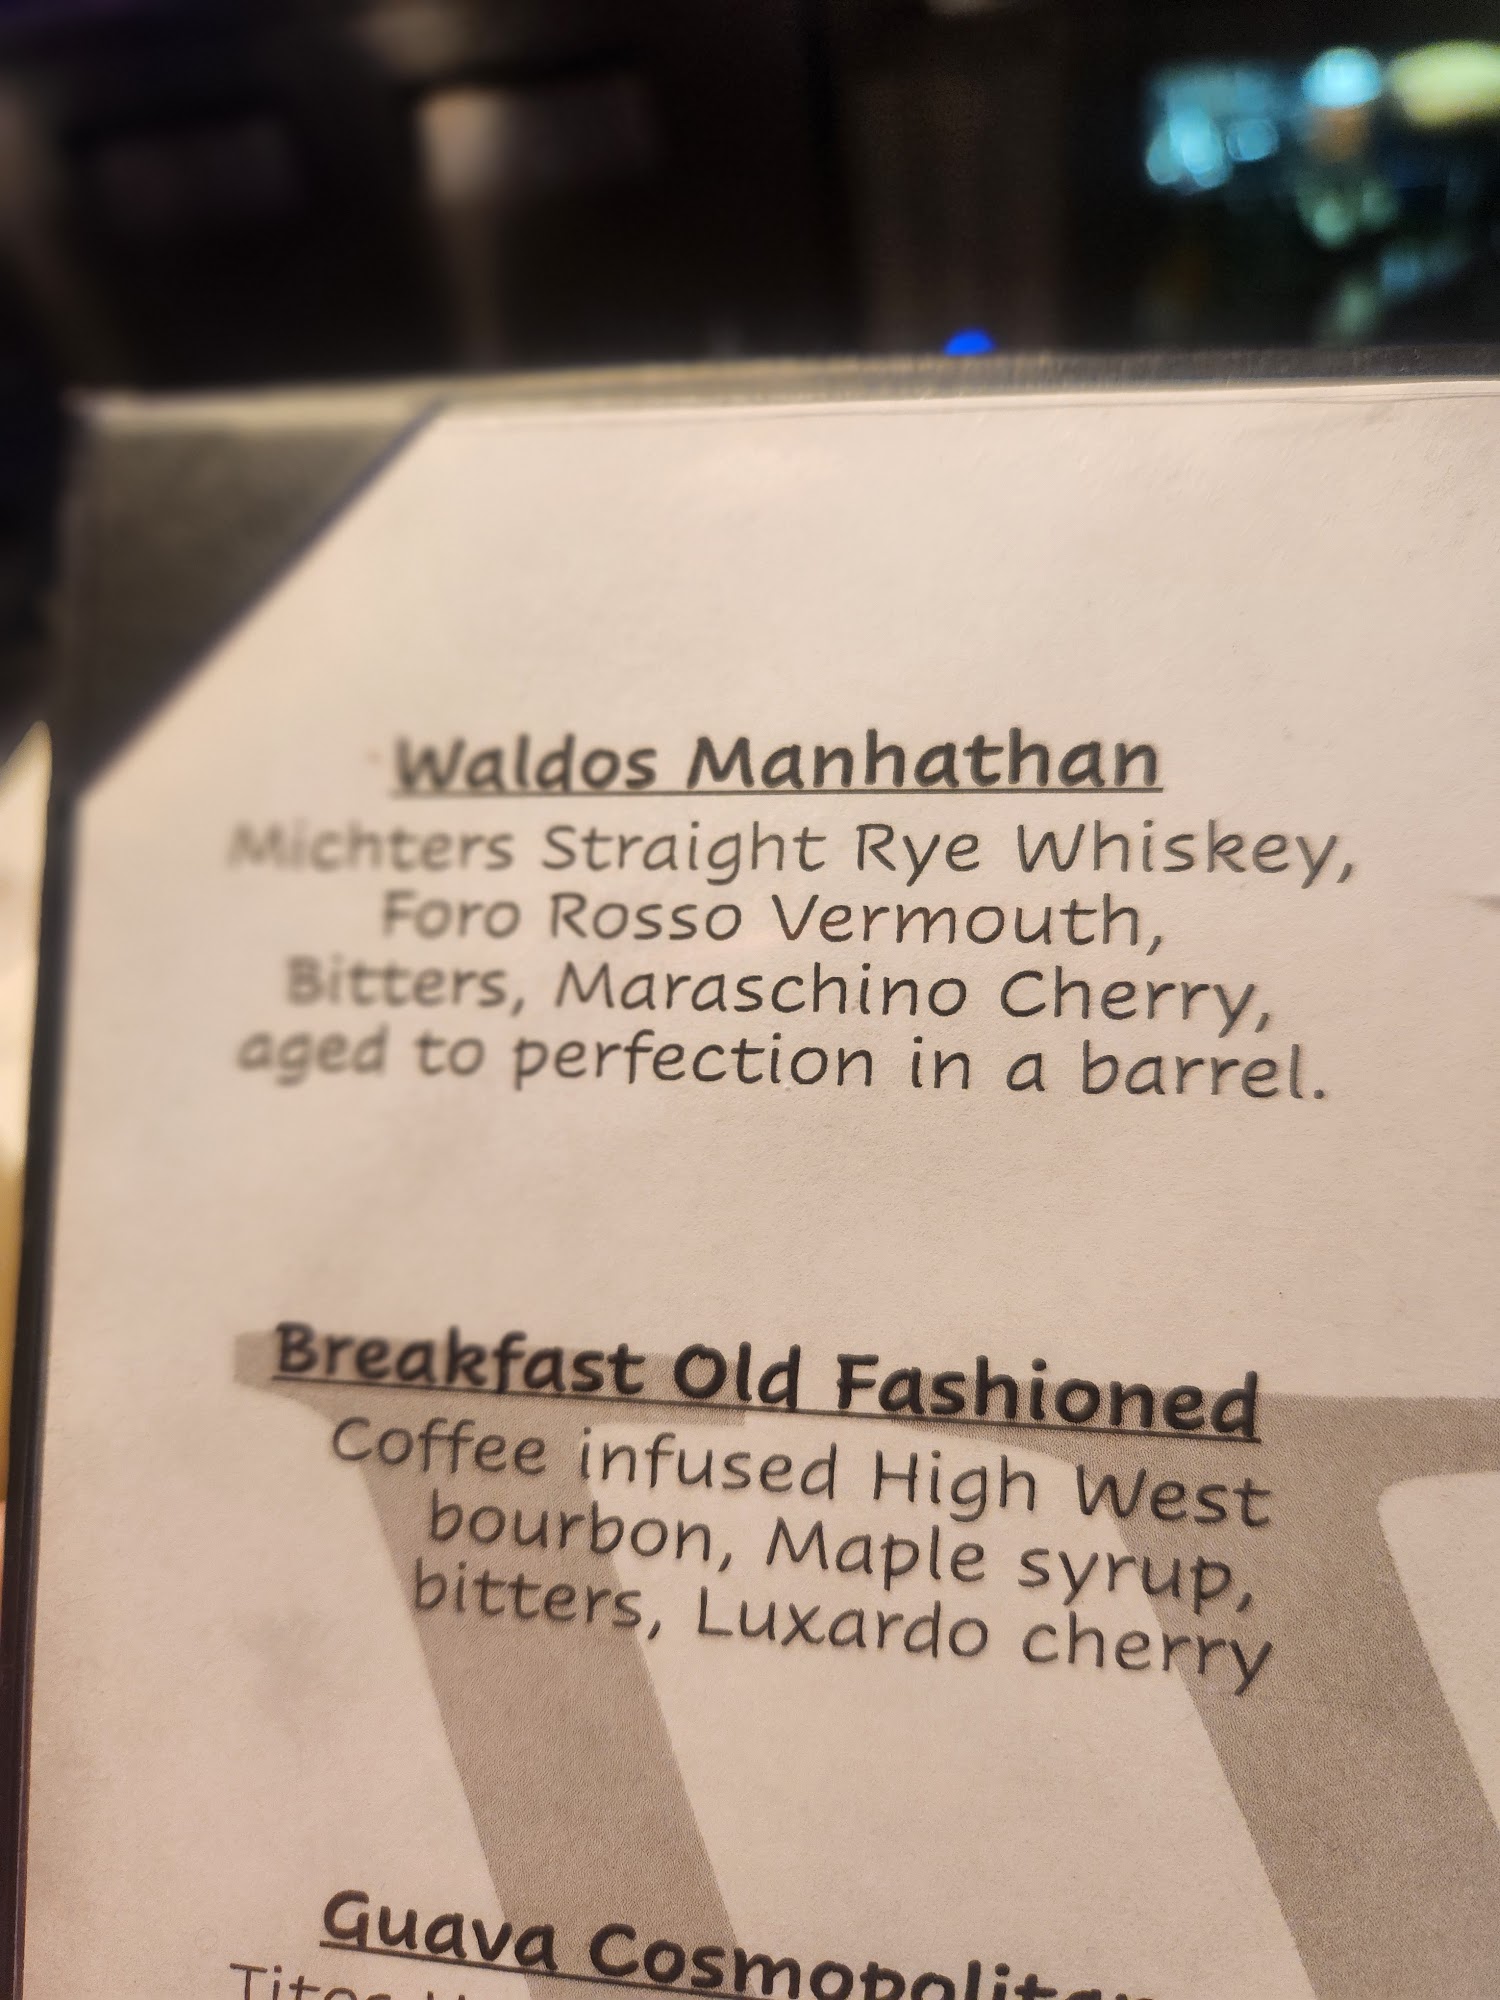 Waldos Manhathan
Michters Straight Rye Whiskey,
Foro Rosso Vermouth,
Bitters, Maraschino Cherry,
aged to perfection in a barrel.
Breakfast Old Fashioned
Coffee infused High West
bourbon, Maple syrup,
bitters, Luxardo cherry
Guava Cosmopolitan
Titos